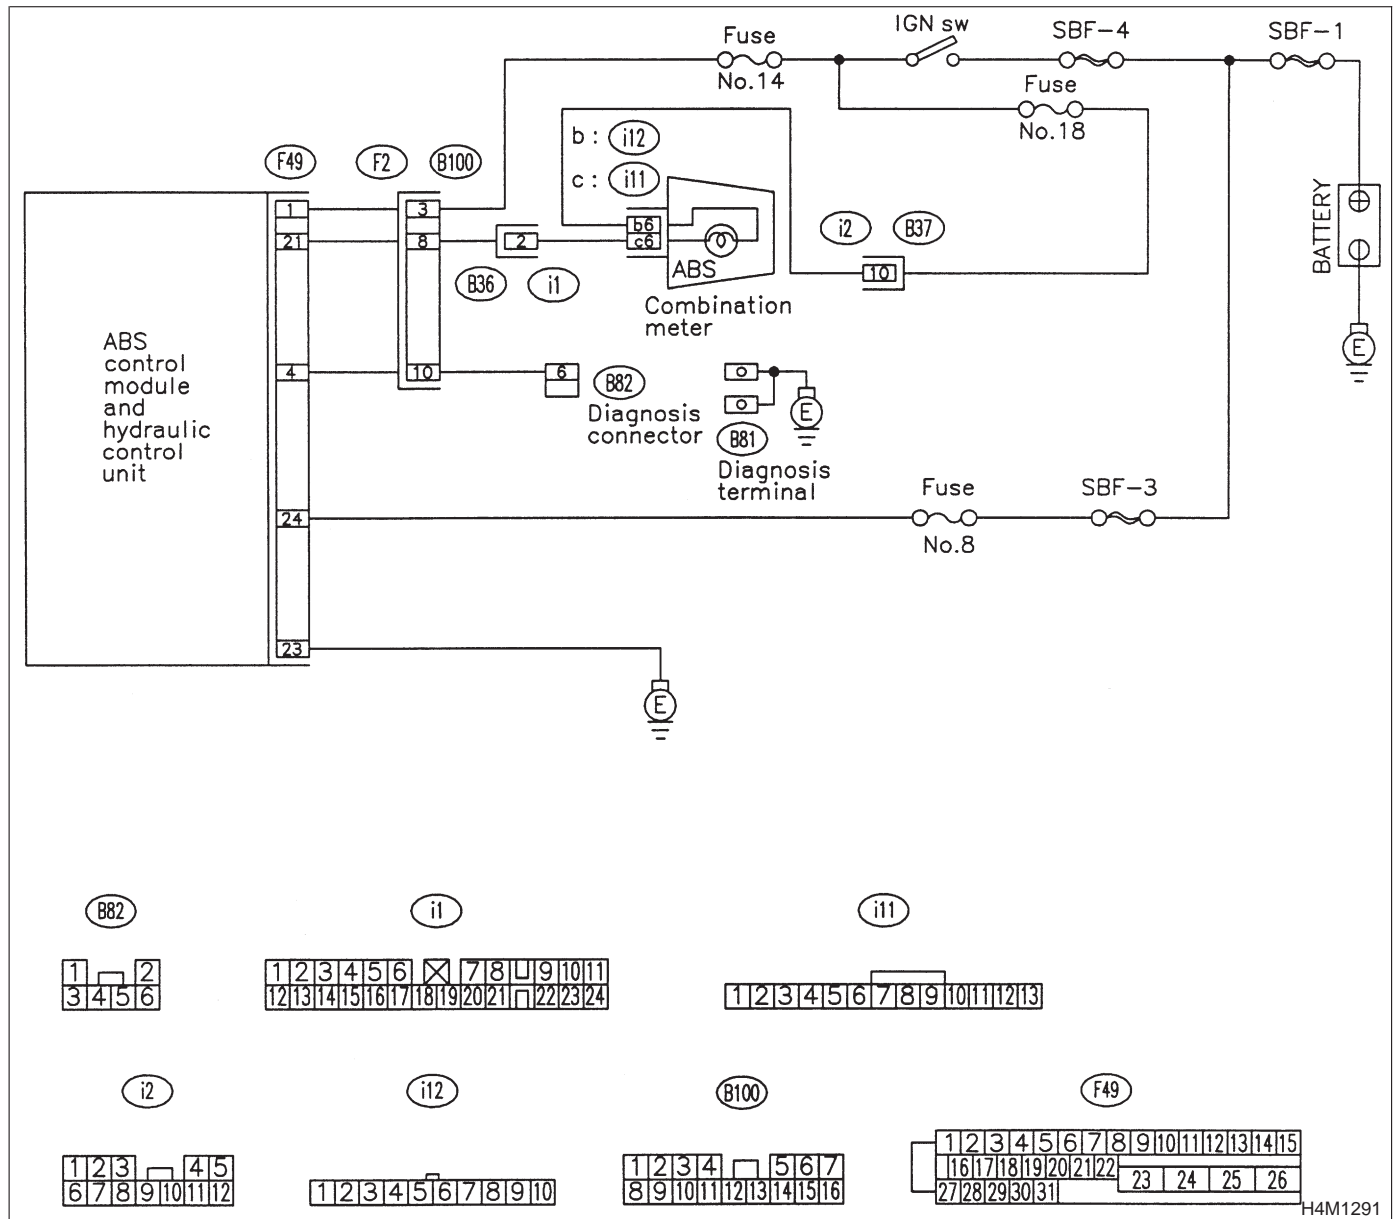 IGN sw
SBF-4
SBF-1
Fuse
No.14
Fuse
No.18
b : i12
c : i11
F49
F2
B100
1
3
21
8
2
b6
c6
ABS
i2
B37
10
B36
i1
Combination
meter
BATTERY
E
ABS
control
module
and
hydraulic
control
unit
4
10
6
B82
Diagnosis
connector
E
B81
Diagnosis
terminal
24
Fuse
No.8
SBF-3
23
E
B82
1 2
3 4 5 6
i1
1 2 3 4 5 6 7 8 9 10 11
12 13 14 15 16 17 18 19 20 21 22 23 24
i11
1 2 3 4 5 6 7 8 9 10 11 12 13
i2
1 2 3 4 5
6 7 8 9 10 11 12
i12
1 2 3 4 5 6 7 8 9 10
B100
1 2 3 4 5 6 7
8 9 10 11 12 13 14 15 16
F49
1 2 3 4 5 6 7 8 9 10 11 12 13 14 15
16 17 18 19 20 21 22
23 24 25 26
27 28 29 30 31
H4M1291